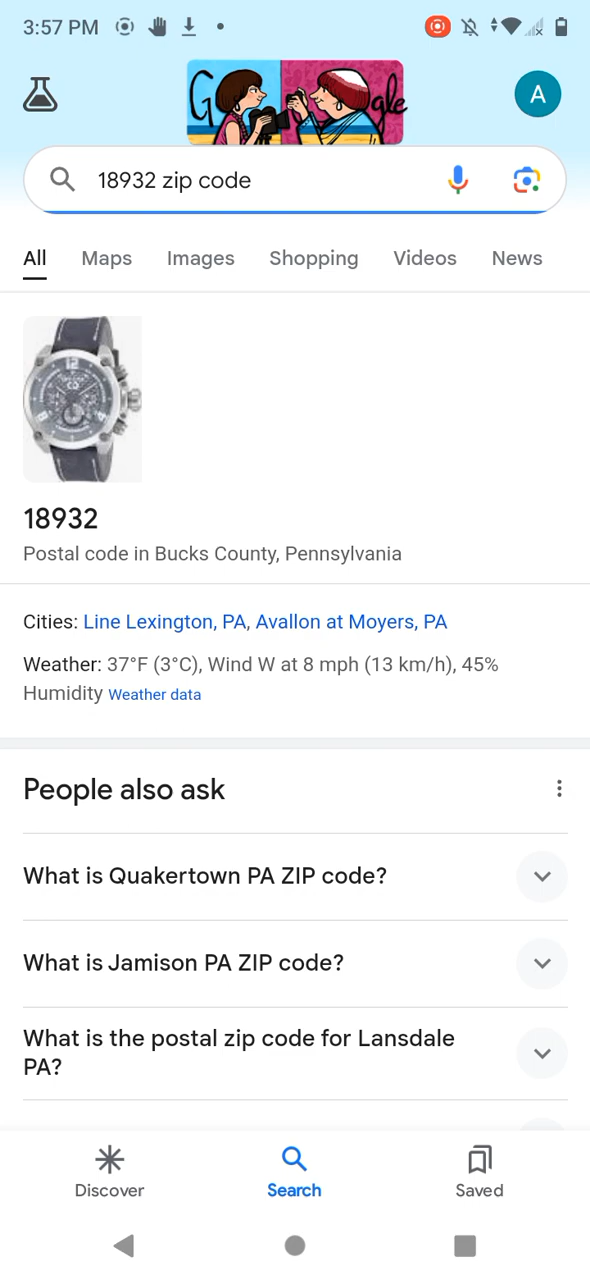 3:57 PM
G gle
A
18932 zip code
All Maps Images Shopping Videos News
18932
Postal code in Bucks County, Pennsylvania
Cities: Line Lexington, PA, Avallon at Moyers, PA
Weather: 37°F (3°C), Wind W at 8 mph (13 km/h), 45%
Humidity Weather data
People also ask
What is Quakertown PA ZIP code?
What is Jamison PA ZIP code?
What is the postal zip code for Lansdale
PA?
Discover Search Saved